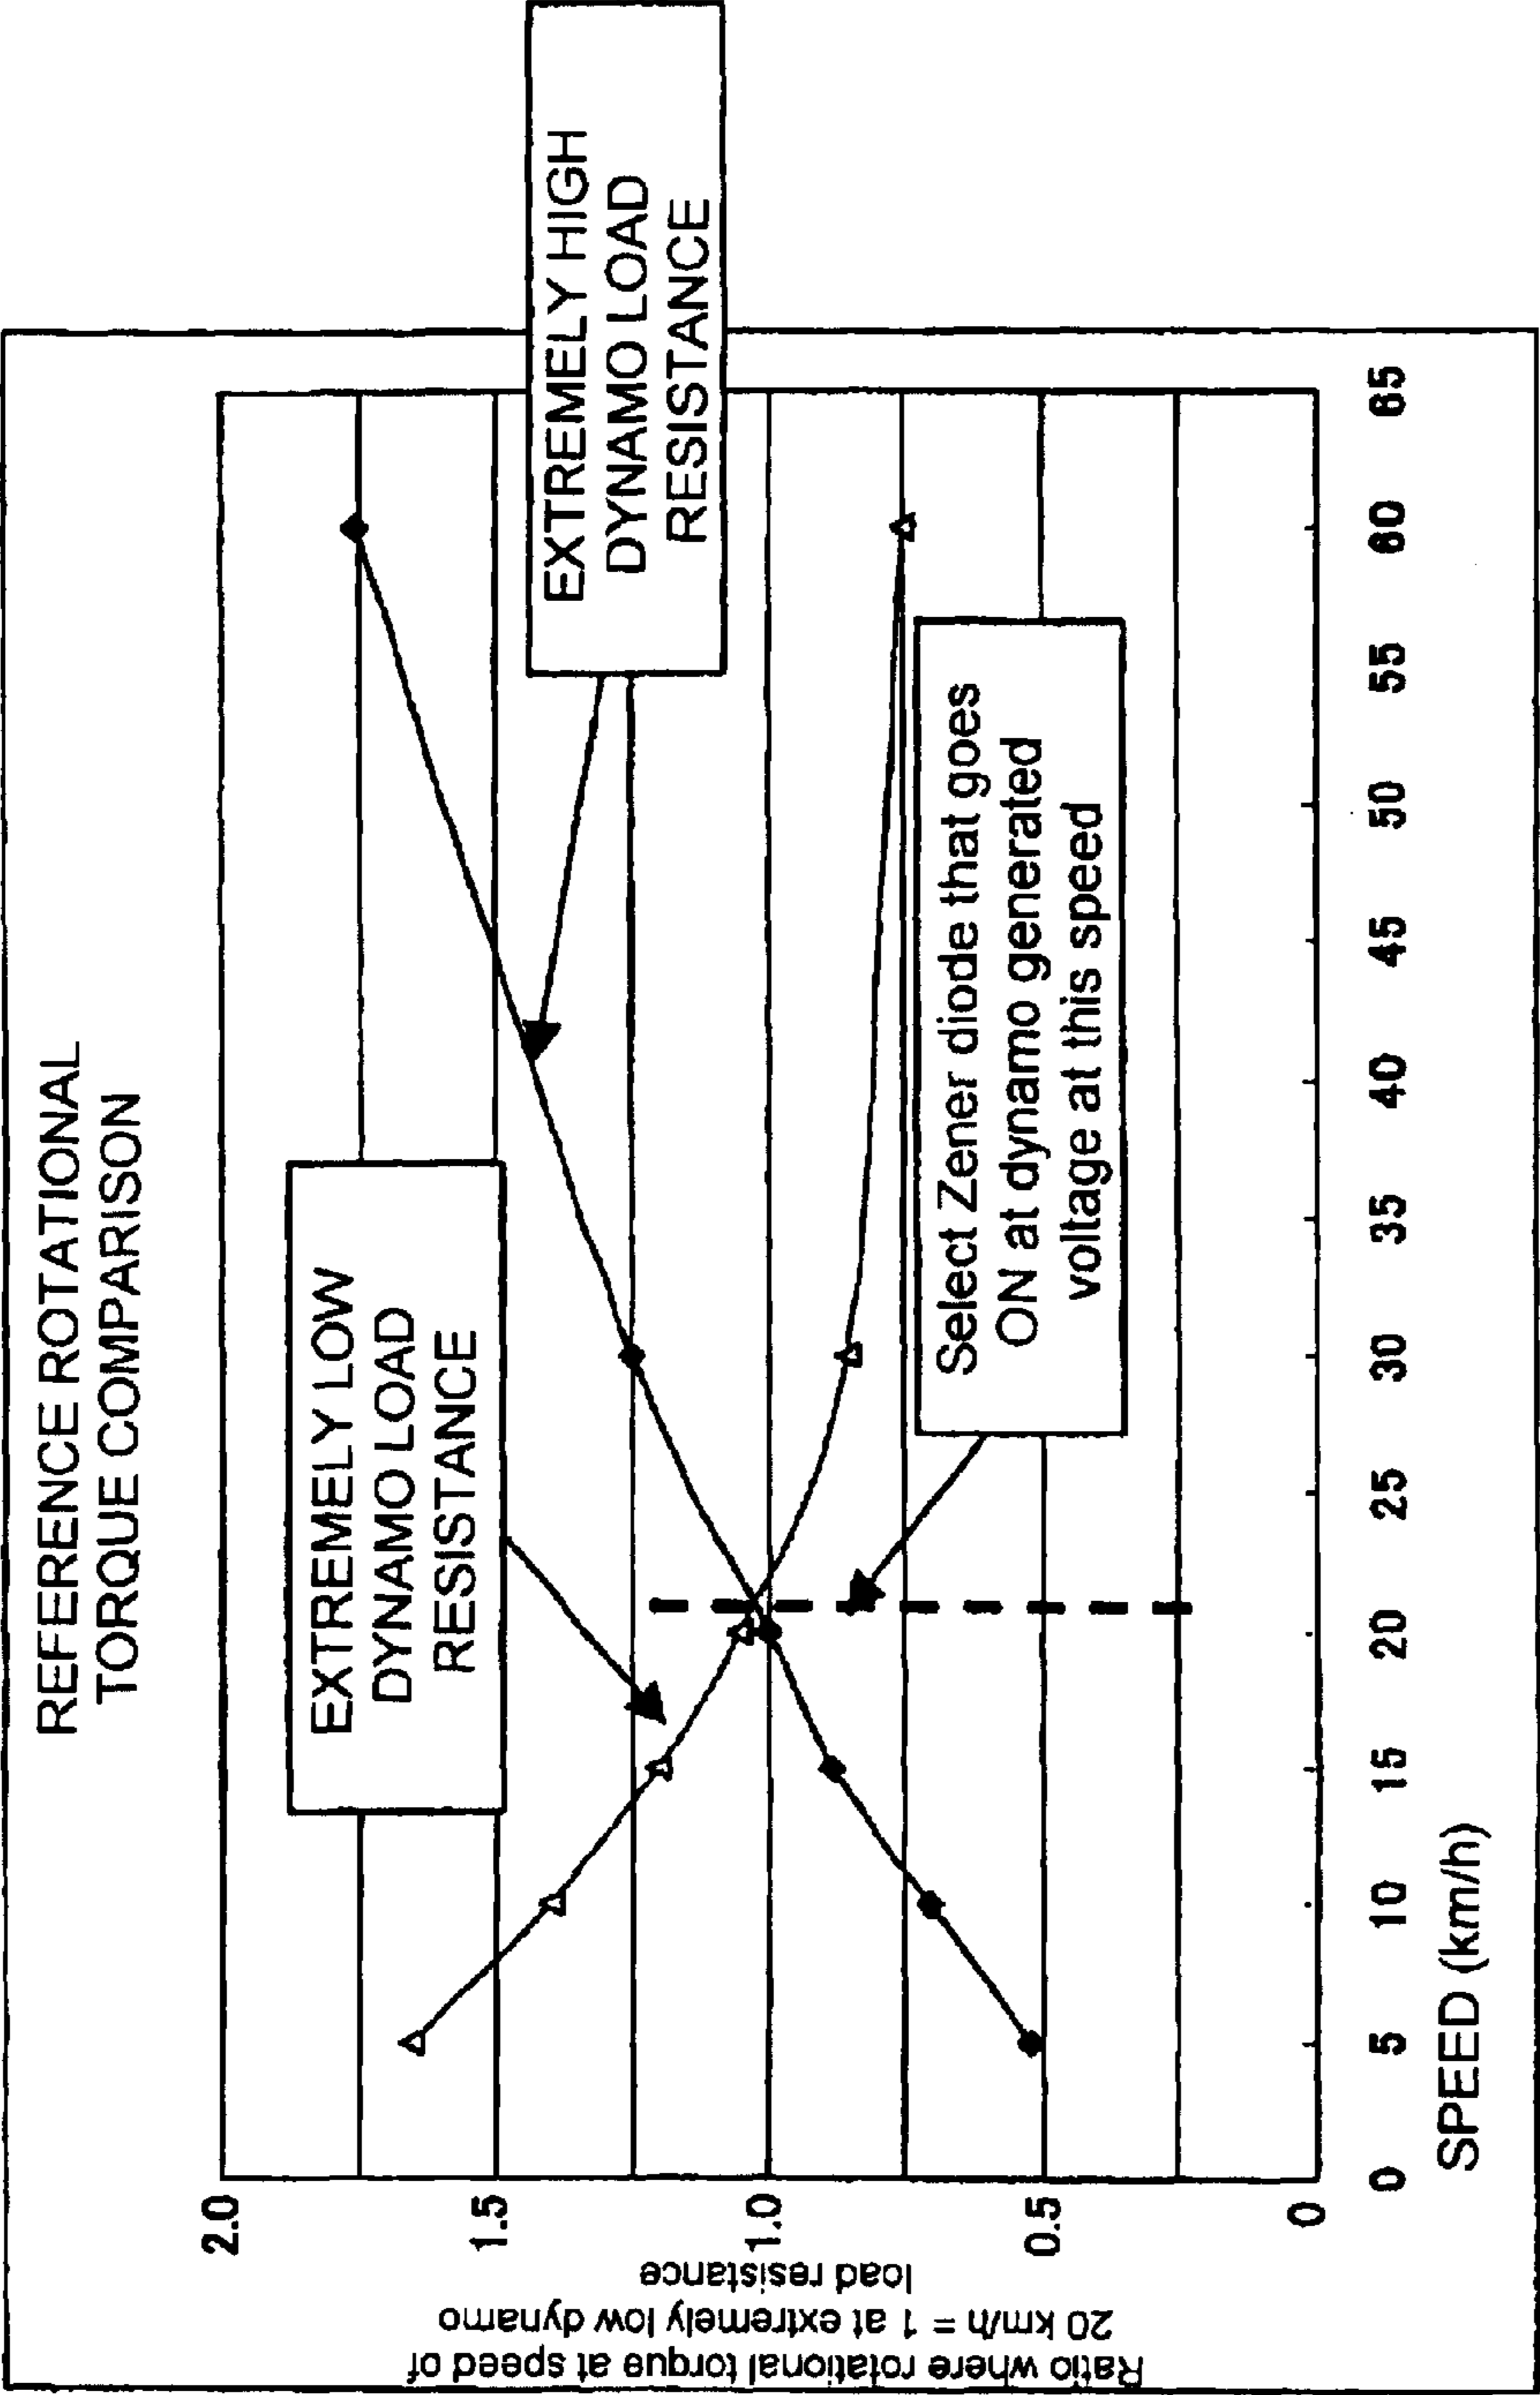 REFERENCE ROTATIONAL
TORQUE COMPARISON
EXTREMELY LOW
DYNAMO LOAD
RESISTANCE
EXTREMELY HIGH
DYNAMO LOAD
RESISTANCE
Select Zener diode that goes
ON at dynamo generated
voltage at this speed
Ratio where rotational torque at speed of
20 km/h = 1 at extremely low dynamo
load resistance
2.0
1.5
1.0
0.5
0
0 5 10 15 20 25 30 35 40 45 50 55 60 65
SPEED (km/h)